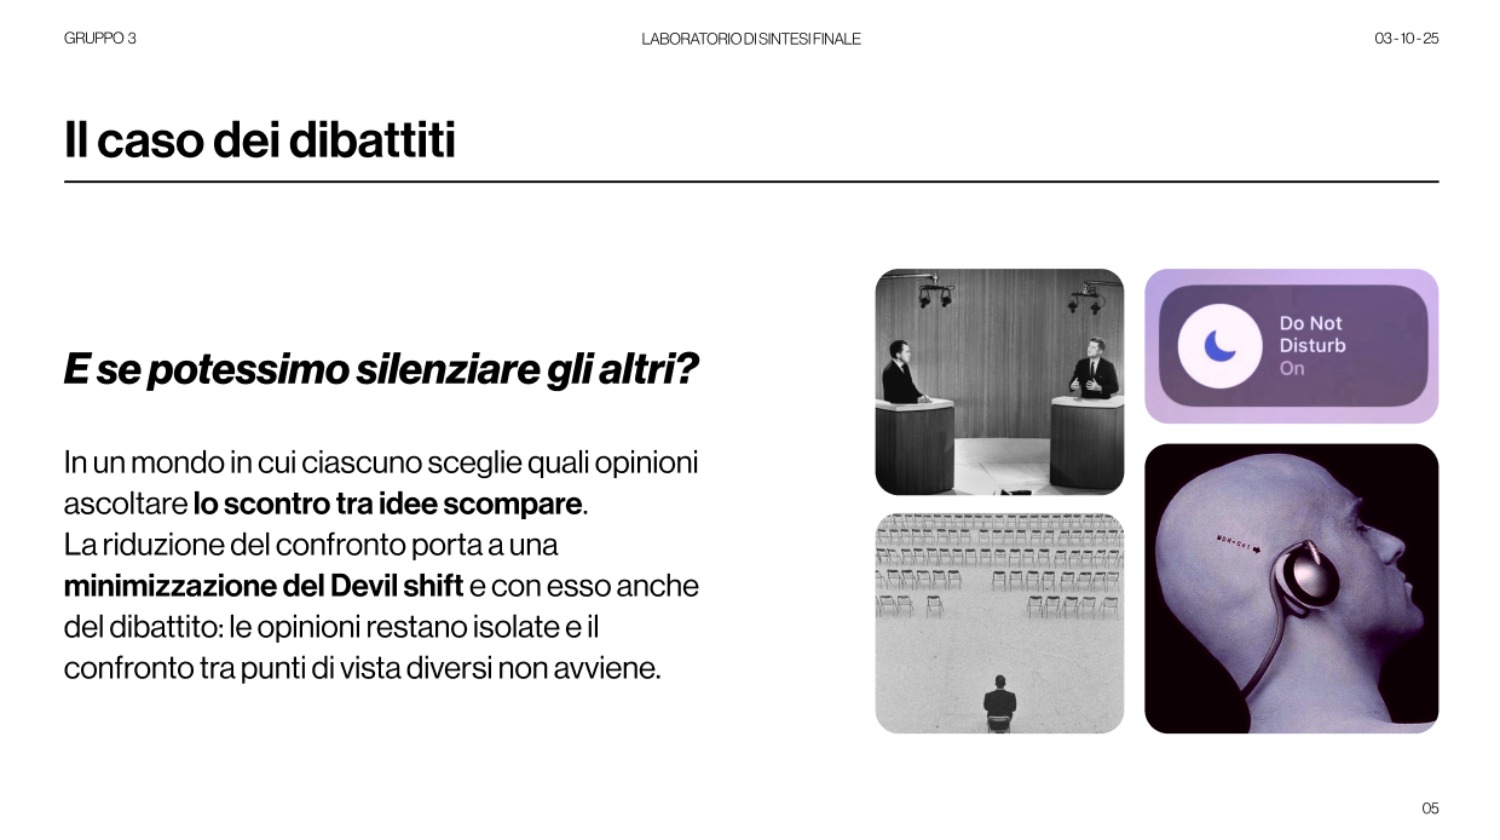 GRUPPO 3
LABORATORIO DI SINTESI FINALE
03-10-25
Il caso dei dibattiti
E se potessimo silenziare gli altri?
In un mondo in cui ciascuno sceglie quali opinioni
ascoltare lo scontro tra idee scompare.
La riduzione del confronto porta a una
minimizzazione del Devil shift e con esso anche
del dibattito: le opinioni restano isolate e il
confronto tra punti di vista diversi non avviene.
Do Not
Disturb
On
05